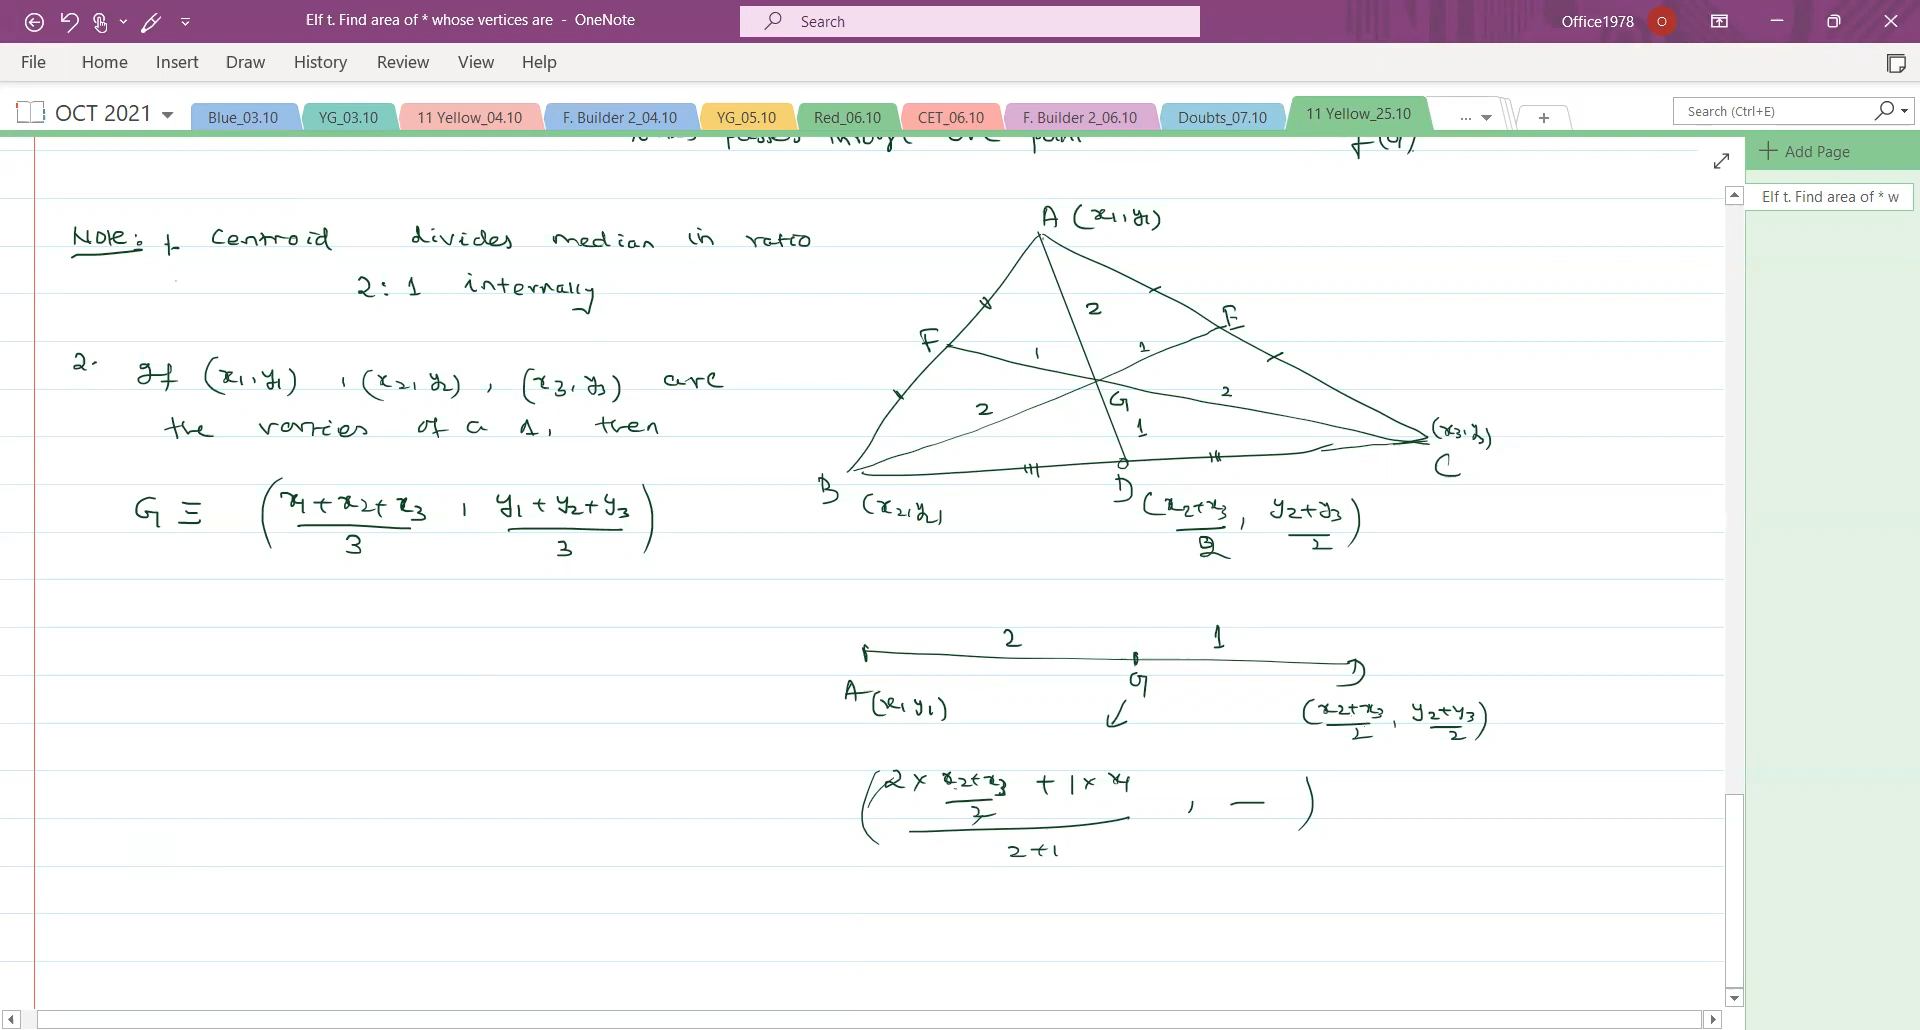 Elf t. Find area of * whose vertices are - OneNote
Search
Office1978
O
File Home Insert Draw History Review View Help
OCT 2021
Blue_03.10
YG_03.10
11 Yellow_04.10
F. Builder 2_04.10
YG_05.10
Red_06.10
CET_06.10
F. Builder 2_06.10
Doubts_07.10
11 Yellow_25.10
...
+
Search (Ctrl+E)
+ Add Page
Elf t. Find area of * w
passes point
Note: 1. Centroid divides median in ratio
2:1 internally
2. If (x₁, y₁), (x₂, y₂), (x₃, y₃) are
the of a Δ, then
G ≡ ((x₁+x₂+x₃)/3, (y₁+y₂+y₃)/3)
A (x₁, y₁)
2
E
F
1
1
G
2
2
1
(x₃, y₃)
C
B
(x₂, y₂)
D ((x₂+x₃)/2, (y₂+y₃)/2)
2
1
A (x₁ y₁)
G
D
((x₂+x₃)/2, (y₂+y₃)/2)
((2 × (x₂+x₃)/2 + 1 × x₁)/(2+1), —)